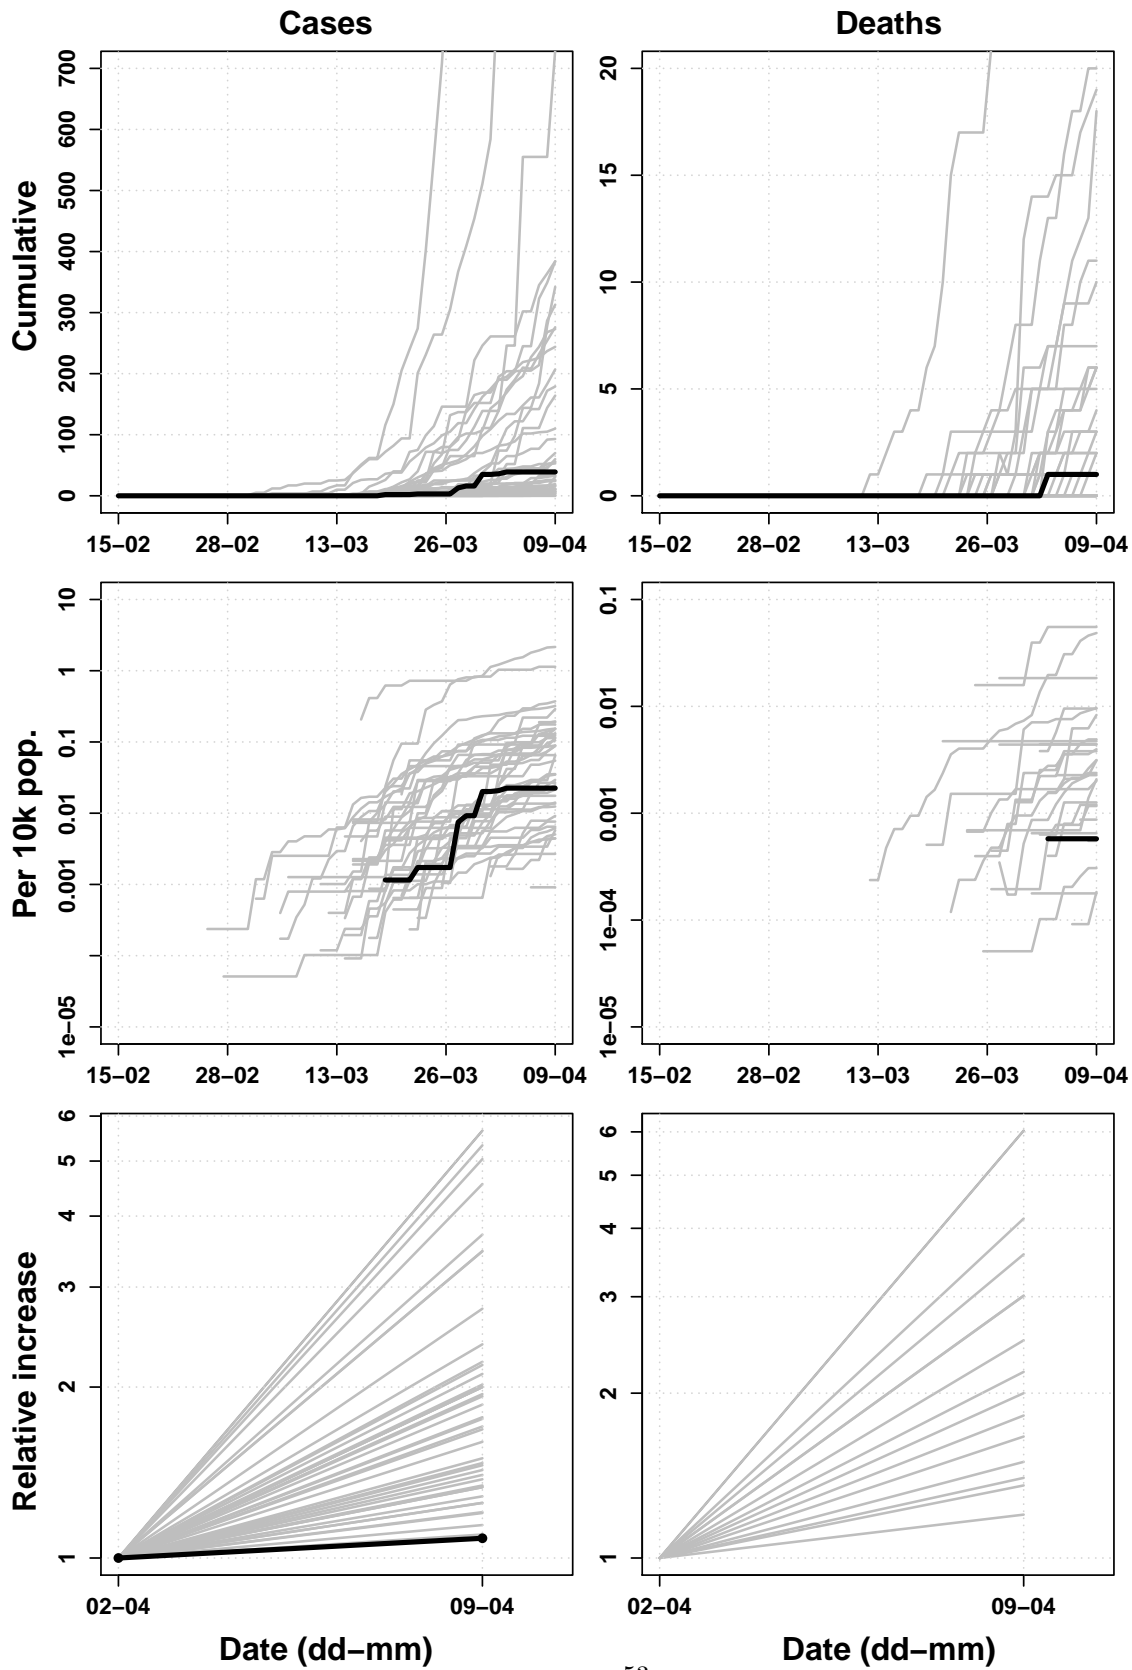 Cases
Deaths
Cumulative
0 100 200 300 400 500 600 700
0 5 10 15 20
15−02 28−02 13−03 26−03 09−04
15−02 28−02 13−03 26−03 09−04
Per 10k pop.
1e−05 0.001 0.01 0.1 1 10
1e−05 1e−04 0.001 0.01 0.1
15−02 28−02 13−03 26−03 09−04
15−02 28−02 13−03 26−03 09−04
Relative increase
1 2 3 4 5 6
1 2 3 4 5 6
02−04 09−04
02−04 09−04
Date (dd−mm)
Date (dd−mm)